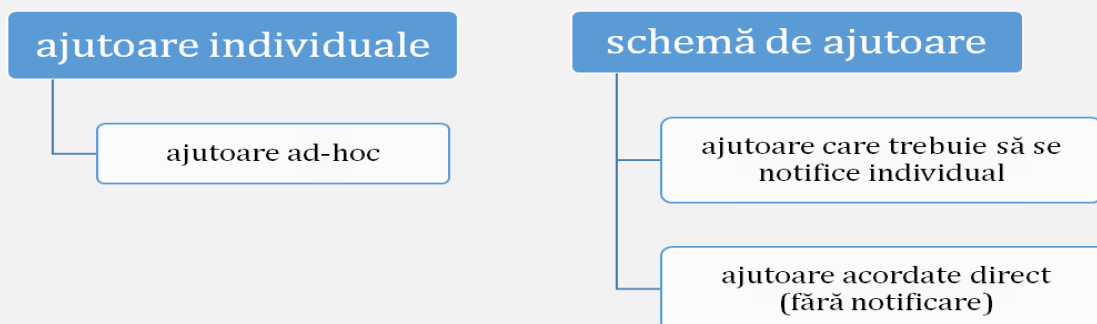 ajutoare individuale
ajutoare ad-hoc
schemă de ajutoare
ajutoare care trebuie să se
notifice individual
ajutoare acordate direct
(fără notificare)